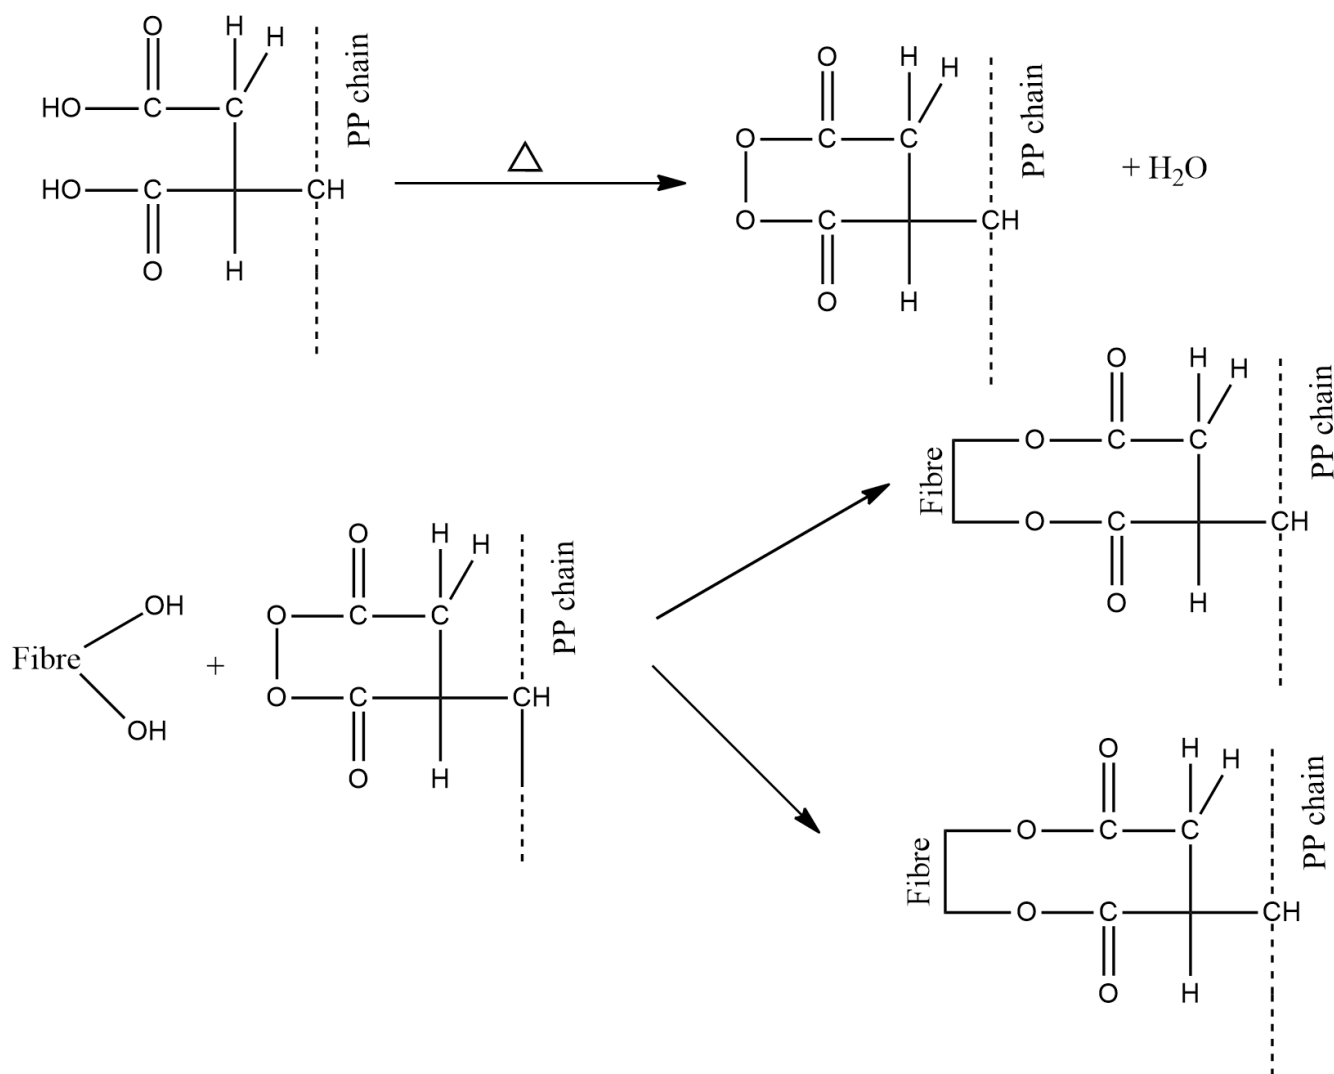 O H H O H H
HO C C PP chain O C C PP chain
△ + H₂O
HO C CH O C CH
O H O H
O H H
Fibre O C C PP chain
O C CH
O H
O H H
OH O C C PP chain
Fibre +
OH O C CH
O H
O H H
Fibre O C C PP chain
O C CH
O H